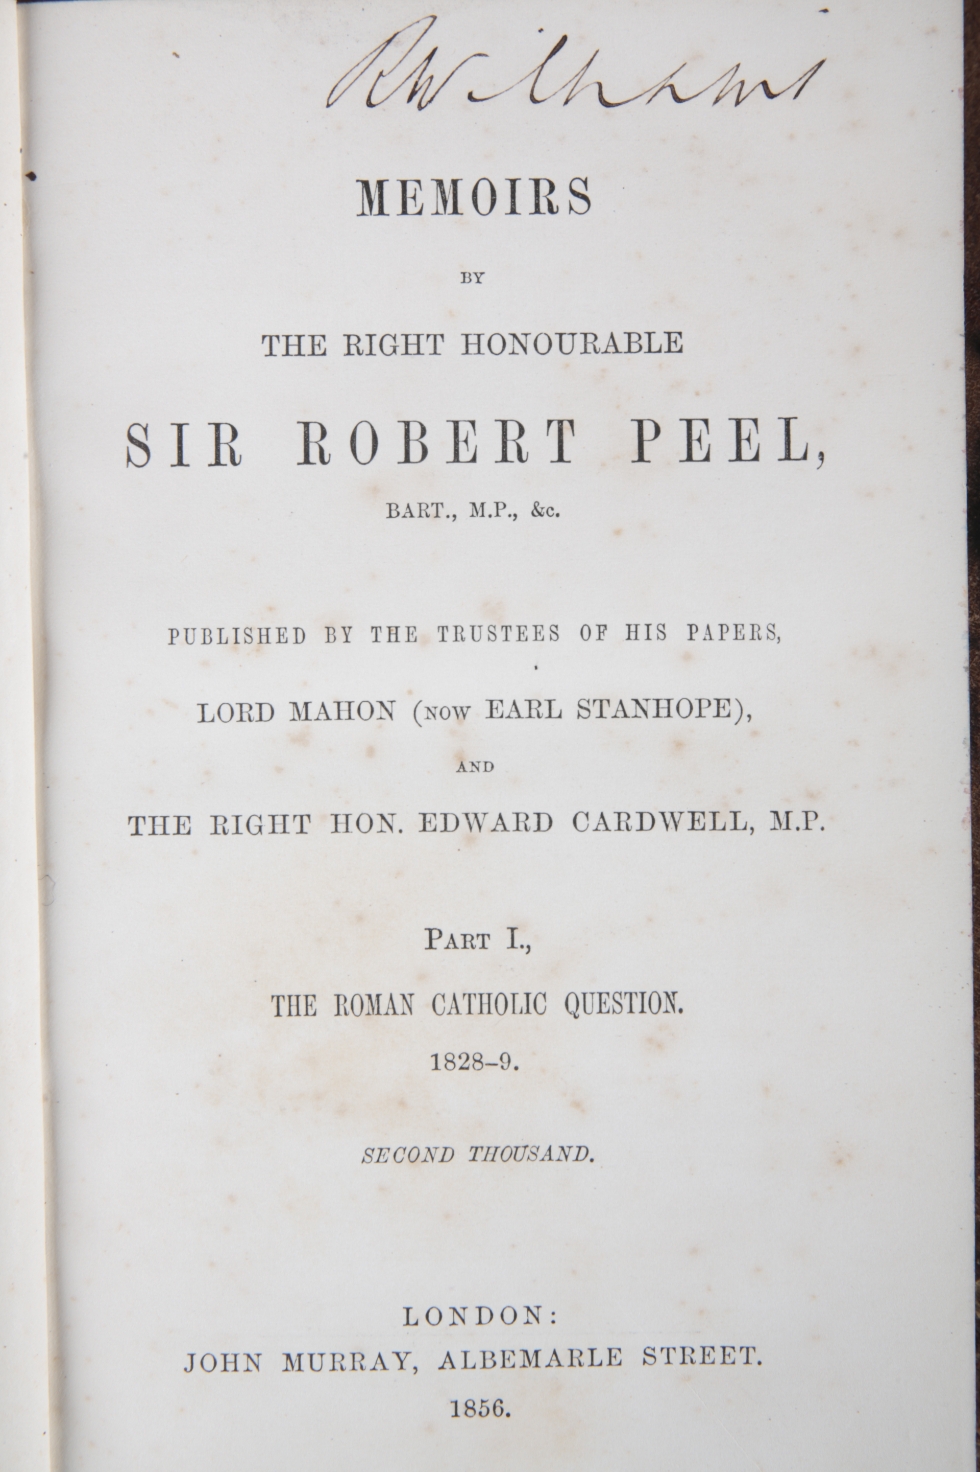 R Williams
MEMOIRS
BY
THE RIGHT HONOURABLE
SIR ROBERT PEEL,
BART., M.P., &c.
PUBLISHED BY THE TRUSTEES OF HIS PAPERS,
LORD MAHON (NOW EARL STANHOPE),
AND
THE RIGHT HON. EDWARD CARDWELL, M.P.
PART I.,
THE ROMAN CATHOLIC QUESTION.
1828–9.
SECOND THOUSAND.
LONDON:
JOHN MURRAY, ALBEMARLE STREET.
1856.